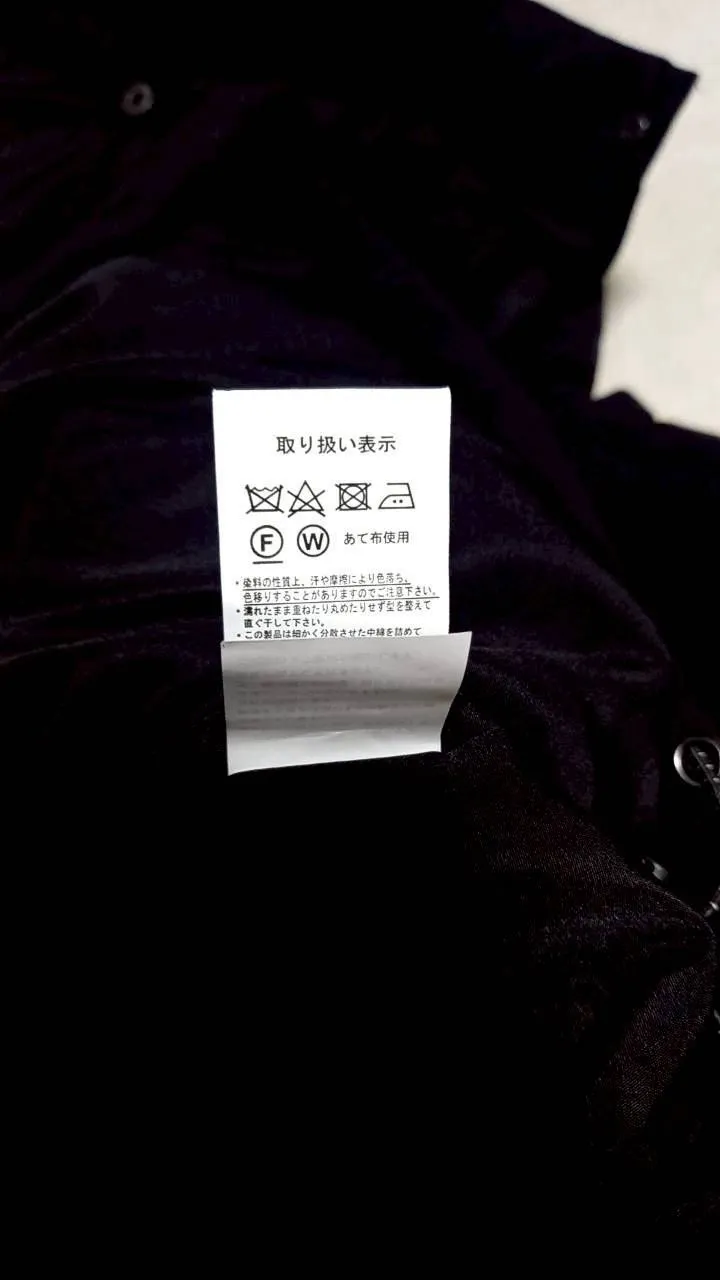 取り扱い表示
F W あて布使用
・染料の性質上、汗や摩擦により色落ち、
色移りすることがありますのでご注意下さい。
・濡れたまま重ねたり丸めたりせず型を整えて
直ぐ干して下さい。
・この製品は細かく分散させた中綿を詰めて